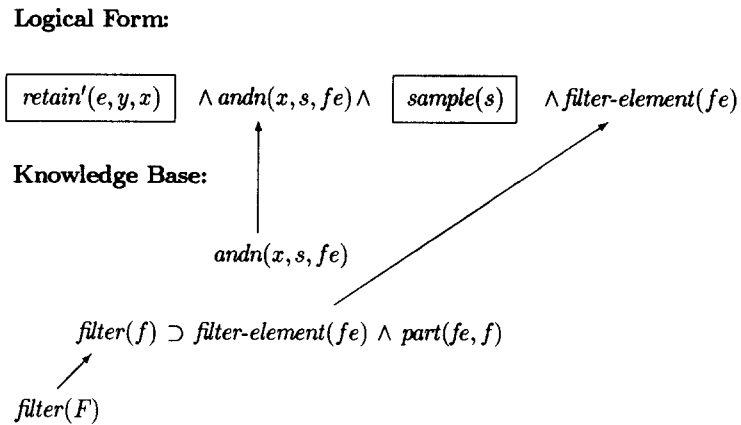 Logical Form:
retain′(e, y, x) ∧ andn(x, s, fe) ∧ sample(s) ∧ filter-element(fe)
Knowledge Base:
andn(x, s, fe)
filter(f) ⊃ filter-element(fe) ∧ part(fe, f)
filter(F)